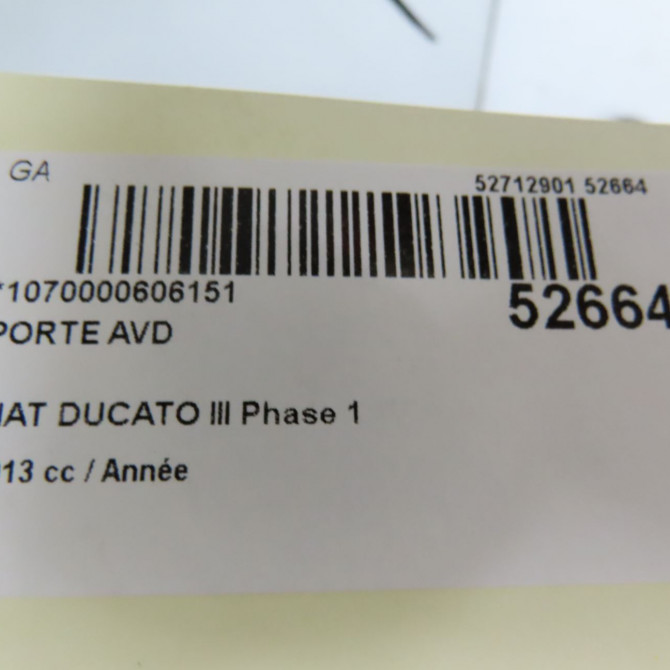 GA
52712901 52664
*1070000606151
52664
PORTE AVD
IAT DUCATO III Phase 1
13 cc / Année